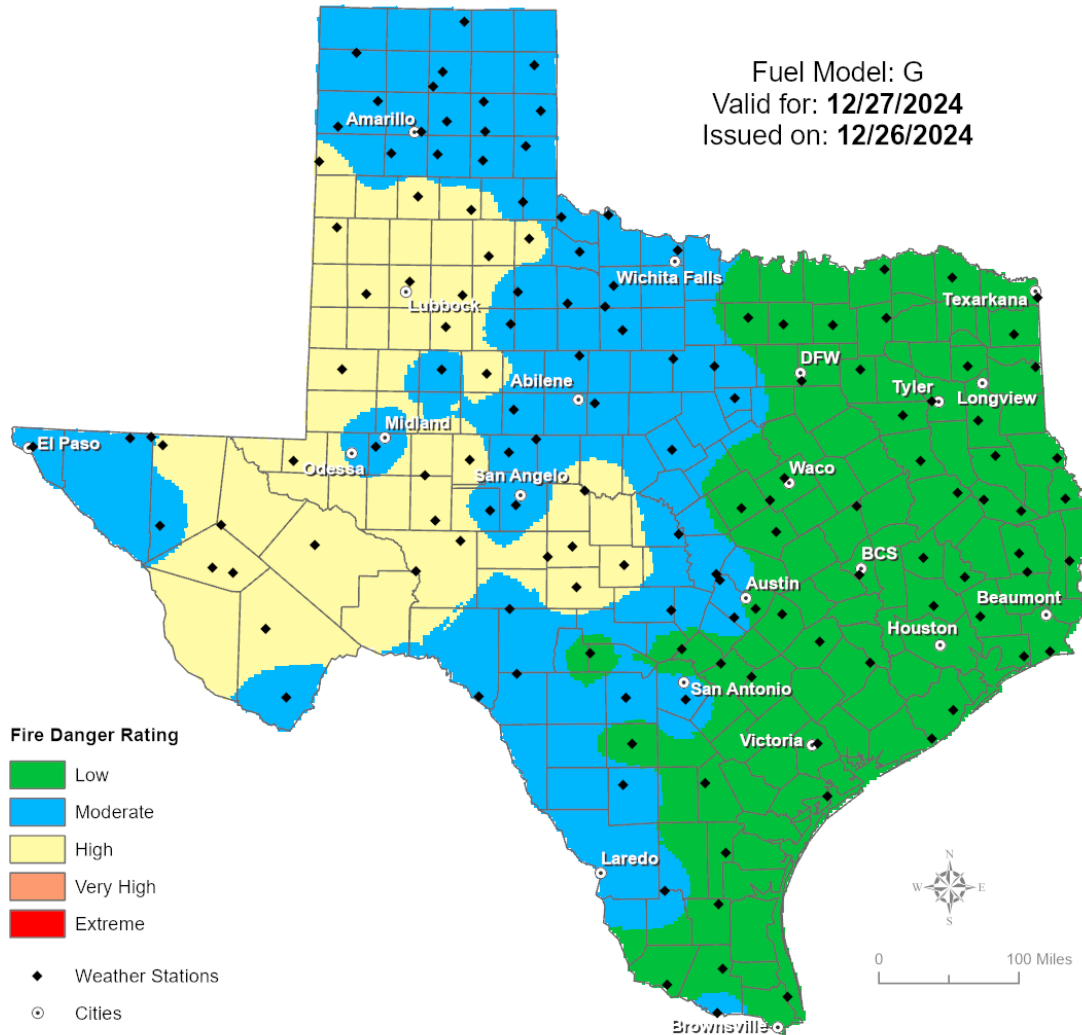 Fuel Model: G
Valid for: 12/27/2024
Issued on: 12/26/2024
Amarillo
Wichita Falls
Lubbock
Texarkana
DFW
Abilene
Tyler
Longview
El Paso
Midland
Odessa
San Angelo
Waco
BCS
Austin
Beaumont
Houston
San Antonio
Victoria
Laredo
Brownsville
Fire Danger Rating
Low
Moderate
High
Very High
Extreme
Weather Stations
Cities
N
W E
S
0 100 Miles